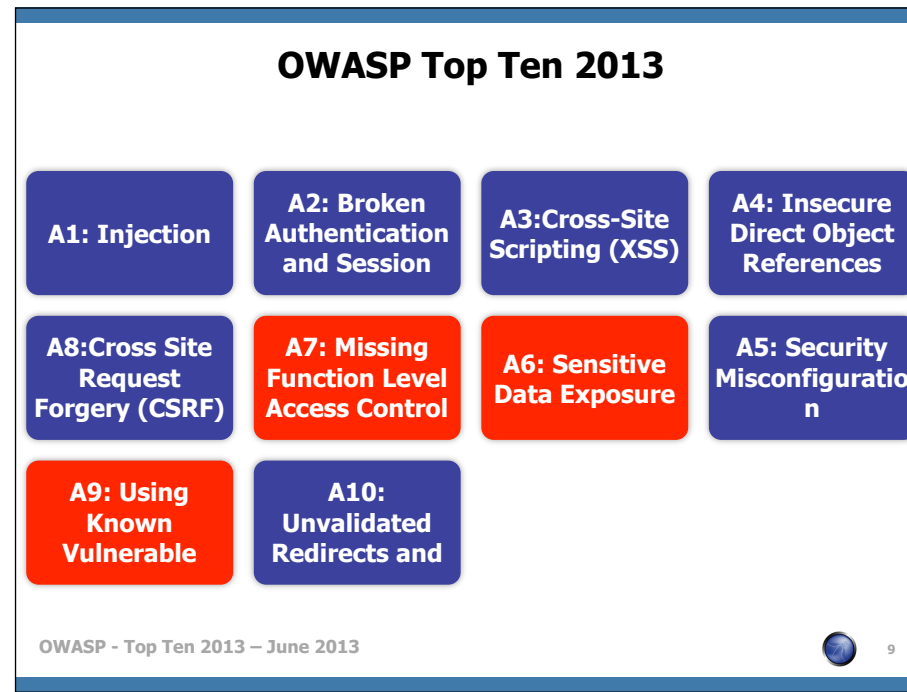 OWASP Top Ten 2013
A1: Injection
A2: Broken
Authentication
and Session
A3:Cross-Site
Scripting (XSS)
A4: Insecure
Direct Object
References
A8:Cross Site
Request
Forgery (CSRF)
A7: Missing
Function Level
Access Control
A6: Sensitive
Data Exposure
A5: Security
Misconfiguratio
n
A9: Using
Known
Vulnerable
A10:
Unvalidated
Redirects and
OWASP - Top Ten 2013 – June 2013
9